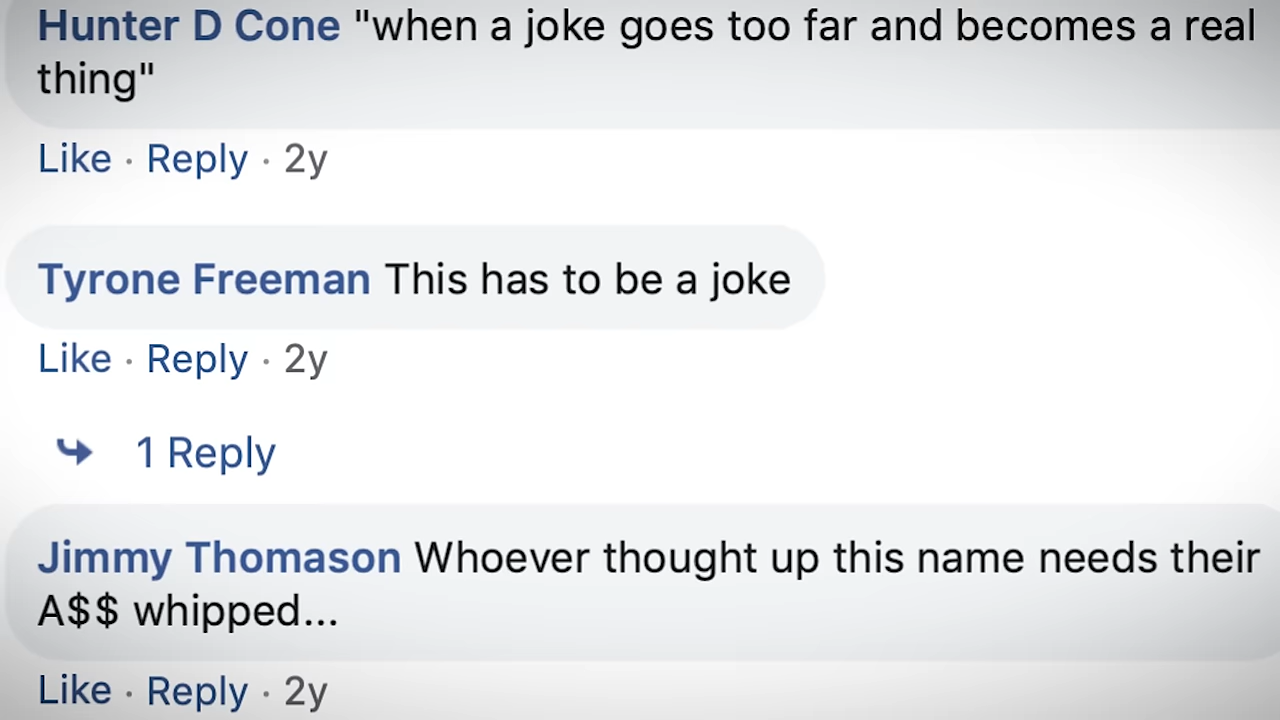 Hunter D Cone "when a joke goes too far and becomes a real
thing"
Like · Reply · 2y
Tyrone Freeman This has to be a joke
Like · Reply · 2y
1 Reply
Jimmy Thomason Whoever thought up this name needs their
A$$ whipped...
Like · Reply · 2y